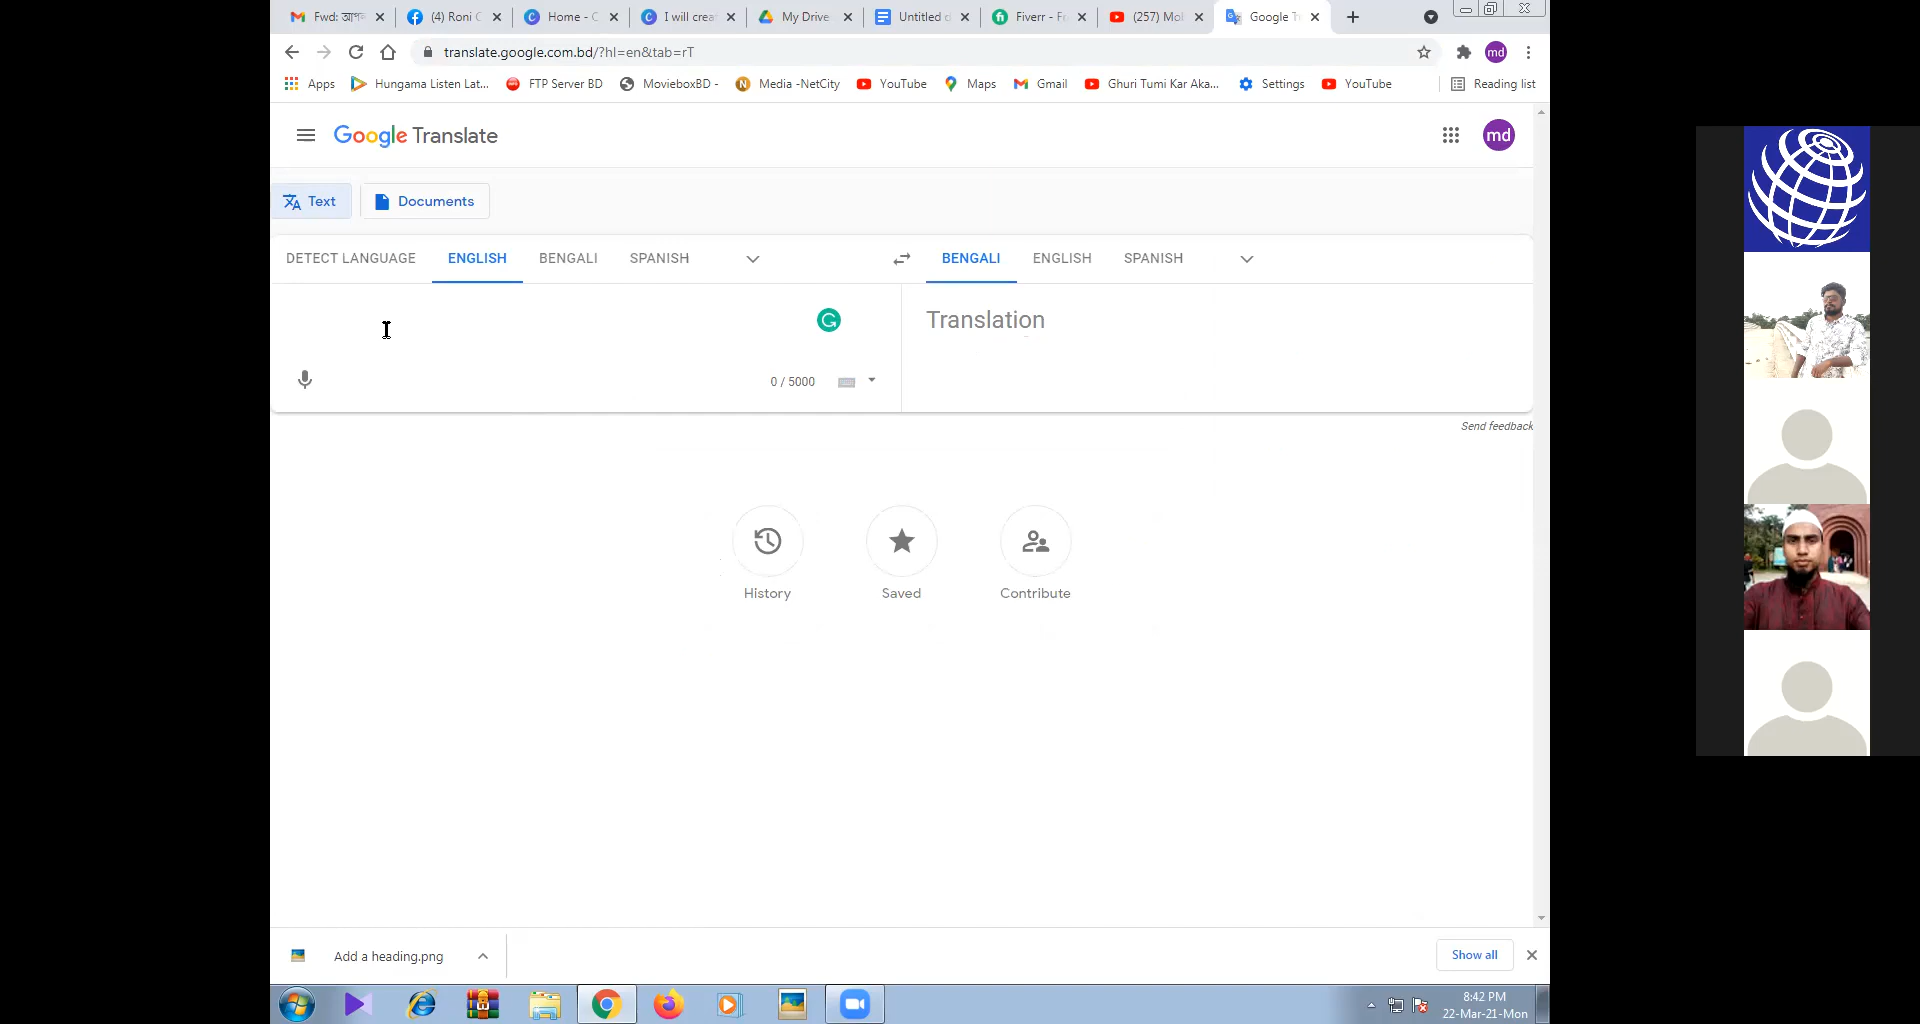 Fwd: আপন
(4) Roni C
Home - C
I will crea
My Drive
Untitled d
Fiverr - F
(257) Mol
Google T
translate.google.com.bd/?hl=en&tab=rT
md
Apps
Hungama Listen Lat...
FTP Server BD
MovieboxBD -
Media -NetCity
YouTube
Maps
Gmail
Ghuri Tumi Kar Aka...
Settings
YouTube
Reading list
Google Translate
md
Text
Documents
DETECT LANGUAGE
ENGLISH
BENGALI
SPANISH
BENGALI
ENGLISH
SPANISH
Translation
0 / 5000
Send feedback
History
Saved
Contribute
Add a heading.png
Show all
8:42 PM
22-Mar-21-Mon